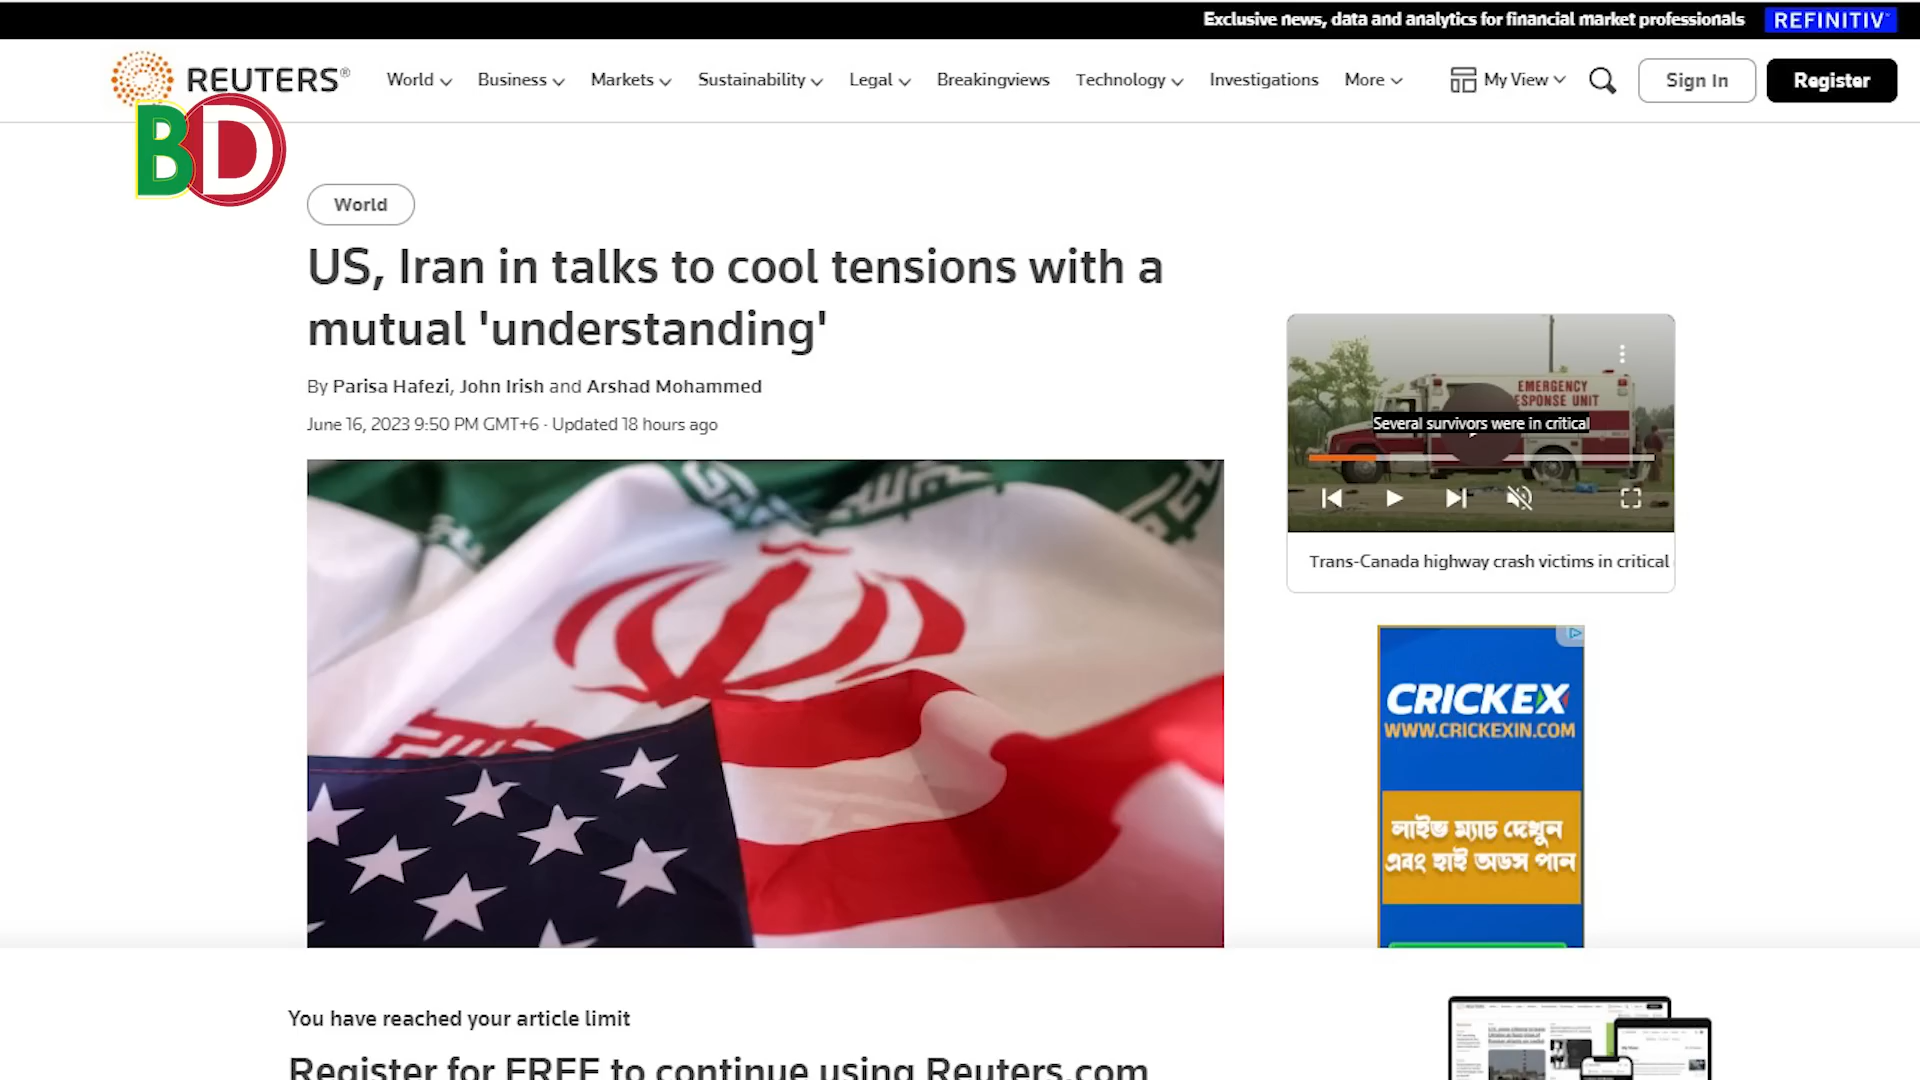 Exclusive news, data and analytics for financial market professionals REFINITIV
REUTERS®
World Business Markets Sustainability Legal Breakingviews Technology Investigations More My View Sign In Register
BD
World
US, Iran in talks to cool tensions with a
mutual 'understanding'
By Parisa Hafezi, John Irish and Arshad Mohammed
June 16, 2023 9:50 PM GMT+6 · Updated 18 hours ago
EMERGENCY
RESPONSE UNIT
Several survivors were in critical
Trans-Canada highway crash victims in critical
CRICKEX
WWW.CRICKEXIN.COM
লাইভ ম্যাচ দেখুন
এবং হাই অডস পান
You have reached your article limit
Register for FREE to continue using Reuters.com